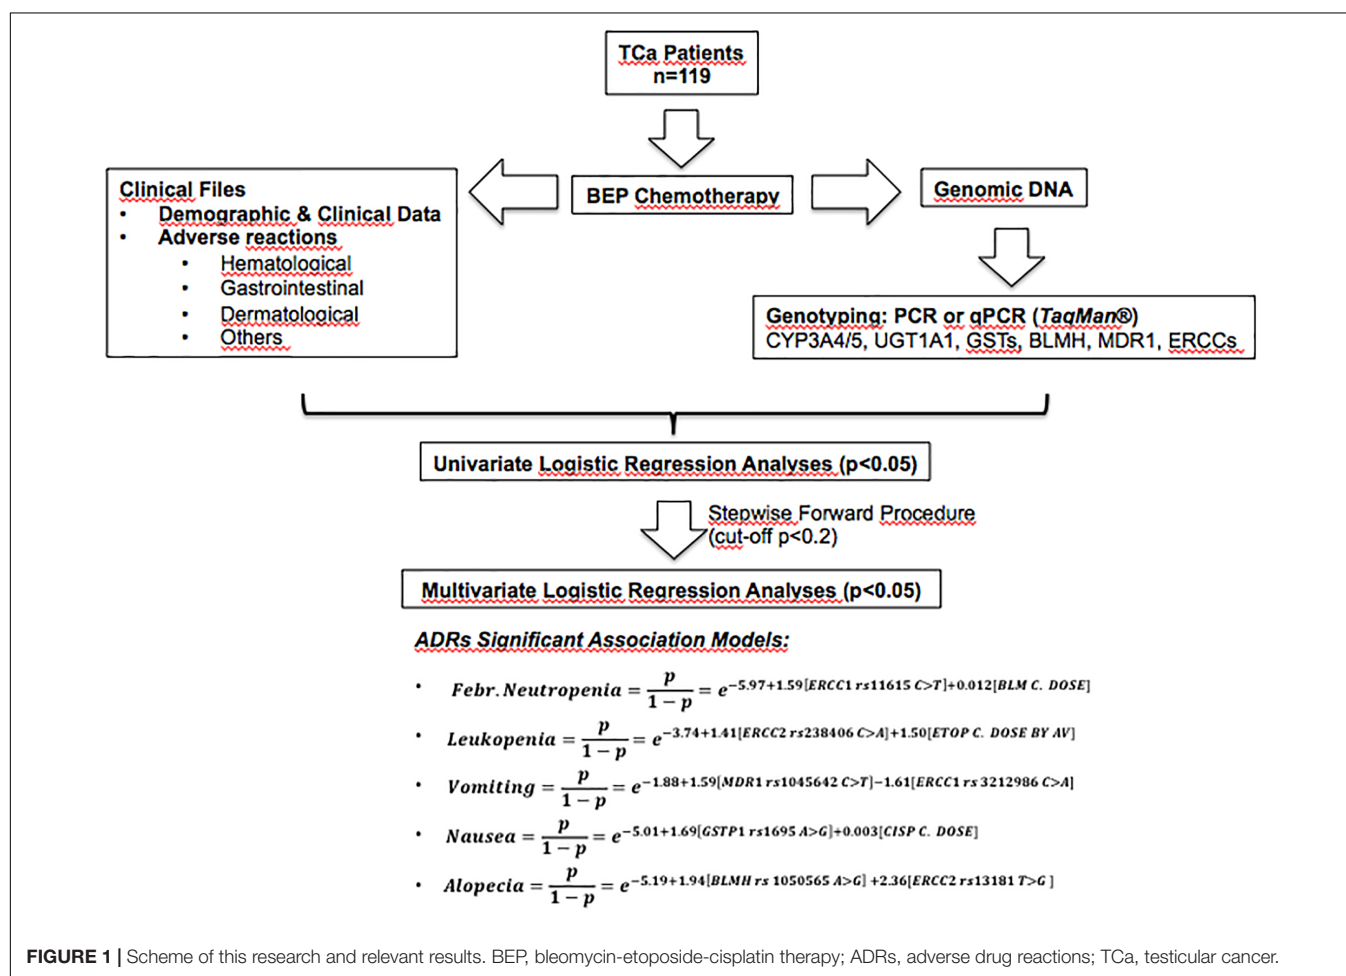 TCa Patients
n=119
BEP Chemotherapy
Clinical Files
• Demographic & Clinical Data
• Adverse reactions
• Hematological
• Gastrointestinal
• Dermatological
• Others
Genomic DNA
Genotyping: PCR or qPCR (TaqMan®)
CYP3A4/5, UGT1A1, GSTs, BLMH, MDR1, ERCCs
Univariate Logistic Regression Analyses (p<0.05)
Stepwise Forward Procedure
(cut-off p<0.2)
Multivariate Logistic Regression Analyses (p<0.05)
ADRs Significant Association Models:
• Febr. Neutropenia = p/(1 − p) = e^−5.97+1.59[ERCC1 rs11615 C>T]+0.012[BLM C. DOSE]
• Leukopenia = p/(1 − p) = e^−3.74+1.41[ERCC2 rs238406 C>A]+1.50[ETOP C. DOSE BY AV]
• Vomiting = p/(1 − p) = e^−1.88+1.59[MDR1 rs1045642 C>T]−1.61[ERCC1 rs 3212986 C>A]
• Nausea = p/(1 − p) = e^−5.01+1.69[GSTP1 rs1695 A>G]+0.003[CISP C. DOSE]
• Alopecia = p/(1 − p) = e^−5.19+1.94[BLMH rs 1050565 A>G] +2.36[ERCC2 rs13181 T>G ]
FIGURE 1 | Scheme of this research and relevant results. BEP, bleomycin-etoposide-cisplatin therapy; ADRs, adverse drug reactions; TCa, testicular cancer.